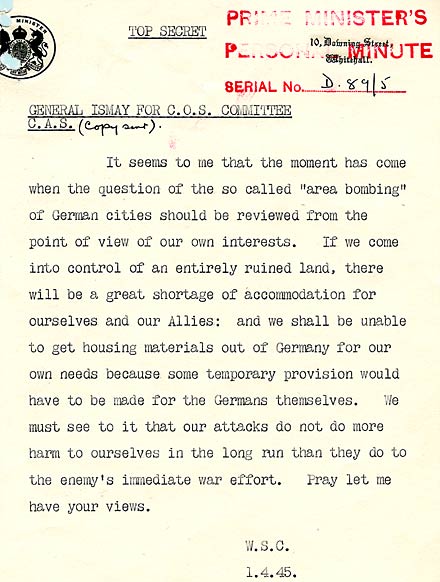 PRIME MINISTER
TOP SECRET
PRIME MINISTER'S
10, Downing Street,
PERSONAL MINUTE
Whitehall.
SERIAL No. D.89/5
GENERAL ISMAY FOR C.O.S. COMMITTEE
C.A.S. (Copy sent).
It seems to me that the moment has come
when the question of the so called "area bombing"
of German cities should be reviewed from the
point of view of our own interests. If we come
into control of an entirely ruined land, there
will be a great shortage of accommodation for
ourselves and our Allies: and we shall be unable
to get housing materials out of Germany for our
own needs because some temporary provision would
have to be made for the Germans themselves. We
must see to it that our attacks do not do more
harm to ourselves in the long run than they do to
the enemy's immediate war effort. Pray let me
have your views.
W.S.C.
1.4.45.